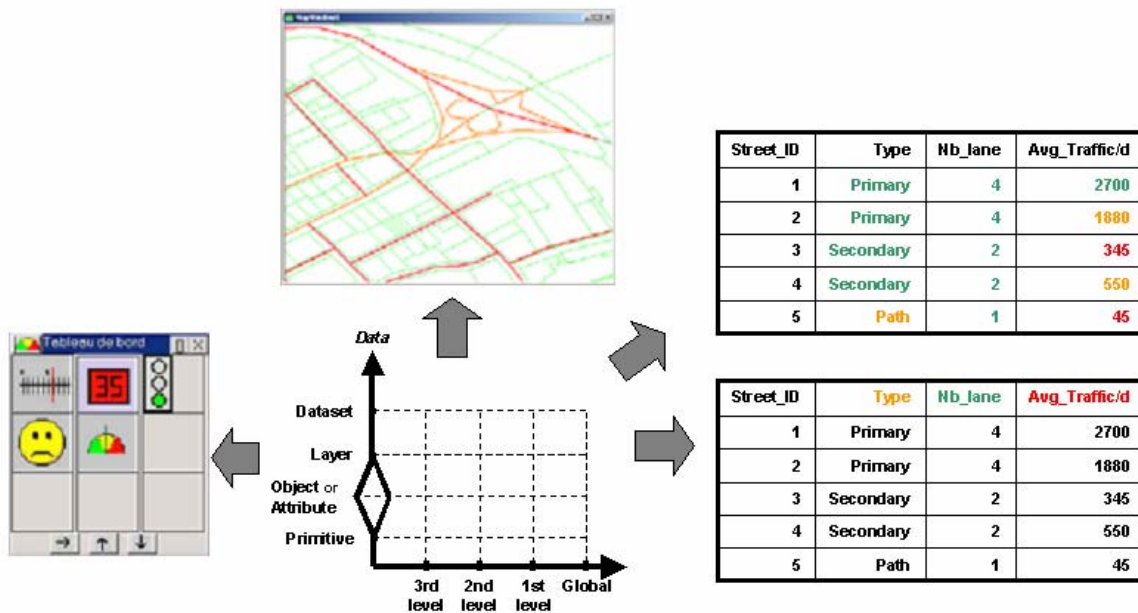 Street_ID Type Nb_lane Avg_Traffic/d
1 Primary 4 2700
2 Primary 4 1880
3 Secondary 2 345
4 Secondary 2 550
5 Path 1 45
Tableau de bord
35
Data
Dataset
Layer
Object or
Attribute
Primitive
3rd level
2nd level
1st level
Global
Street_ID Type Nb_lane Avg_Traffic/d
1 Primary 4 2700
2 Primary 4 1880
3 Secondary 2 345
4 Secondary 2 550
5 Path 1 45